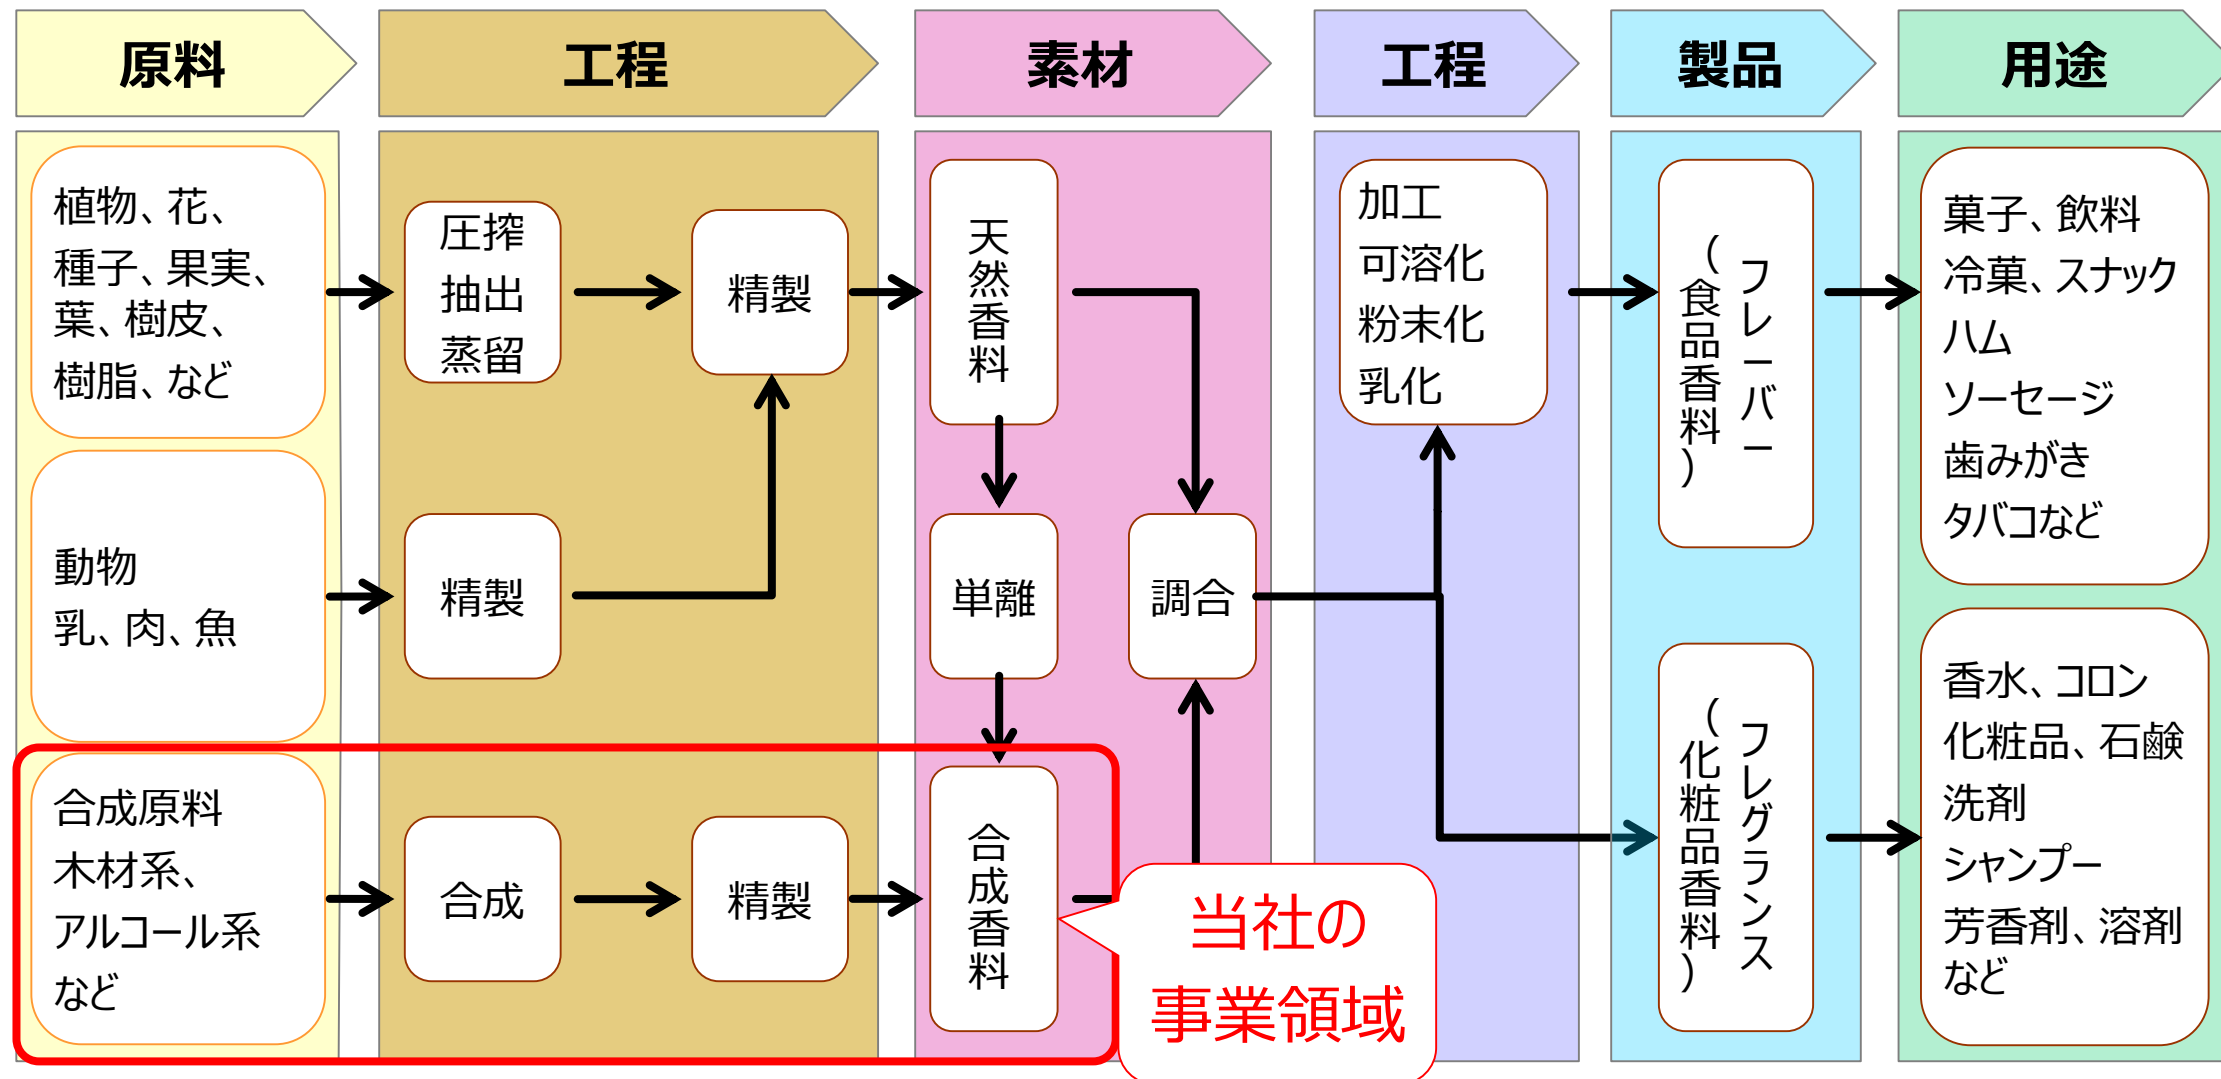 原料
工程
素材
工程
製品
用途
植物、花、
種子、果実、
葉、樹皮、
樹脂、など
圧搾
抽出
蒸留
精製
天然香料
加工
可溶化
粉末化
乳化
フレーバー
（食品香料）
菓子、飲料
冷菓、スナック
ハム
ソーセージ
歯みがき
タバコなど
動物
乳、肉、魚
精製
単離
調合
合成原料
木材系、
アルコール系
など
合成
精製
合成香料
当社の
事業領域
フレグランス
（化粧品香料）
香水、コロン
化粧品、石鹸
洗剤
シャンプー
芳香剤、溶剤
など